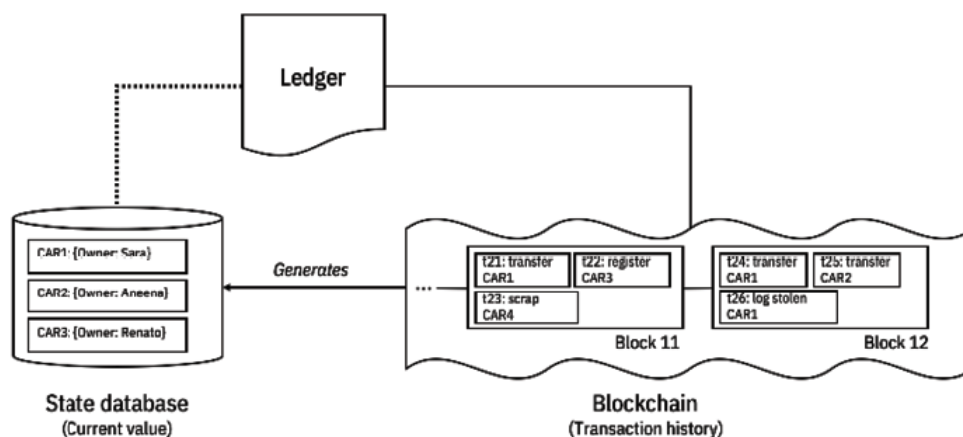 Ledger
CAR1: {Owner: Sara}
CAR2: {Owner: Aneena}
CAR3: {Owner: Renato}
State database
(Current value)
Generates
...
t21: transfer
CAR1
t22: register
CAR3
t23: scrap
CAR4
Block 11
t24: transfer
CAR1
t25: transfer
CAR2
t26: log stolen
CAR1
Block 12
Blockchain
(Transaction history)